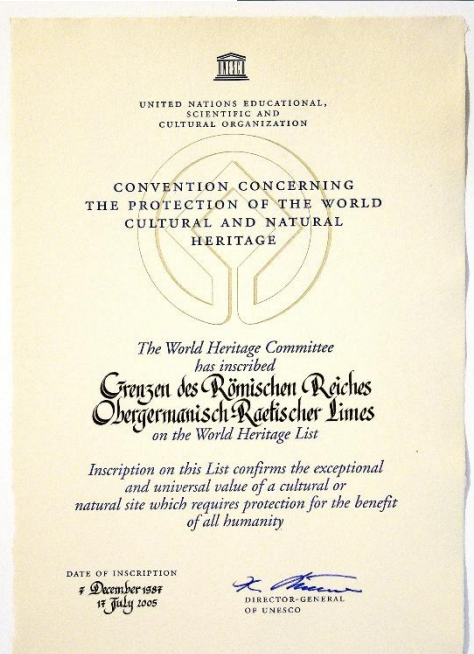 UNESCO
UNITED NATIONS EDUCATIONAL,
SCIENTIFIC AND
CULTURAL ORGANIZATION
CONVENTION CONCERNING
THE PROTECTION OF THE WORLD
CULTURAL AND NATURAL
HERITAGE
The World Heritage Committee
has inscribed
Grenzen des Römischen Reiches
Obergermanisch-Raetischer Limes
on the World Heritage List
Inscription on this List confirms the exceptional
and universal value of a cultural or
natural site which requires protection for the benefit
of all humanity
DATE OF INSCRIPTION
7 December 1987
17 July 2005
DIRECTOR-GENERAL
OF UNESCO